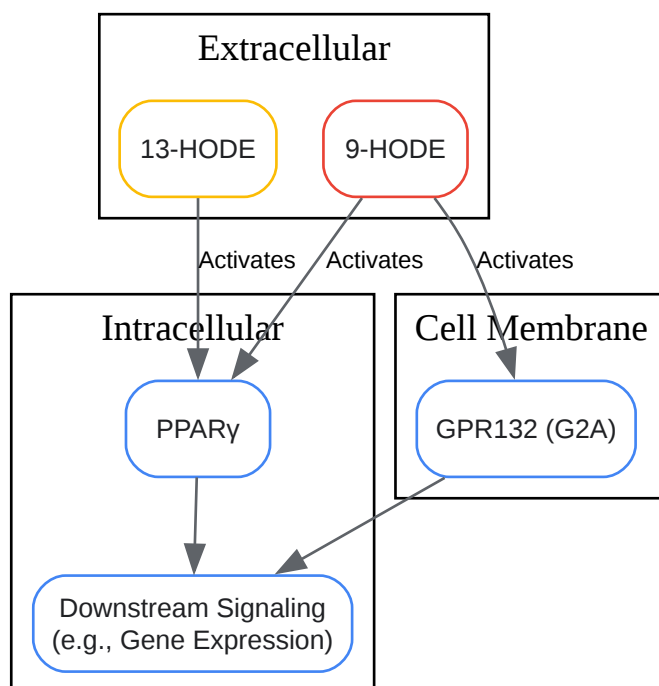 Extracellular
13-HODE
9-HODE
Activates
Activates
Activates
Intracellular
Cell Membrane
PPARγ
GPR132 (G2A)
Downstream Signaling
(e.g., Gene Expression)